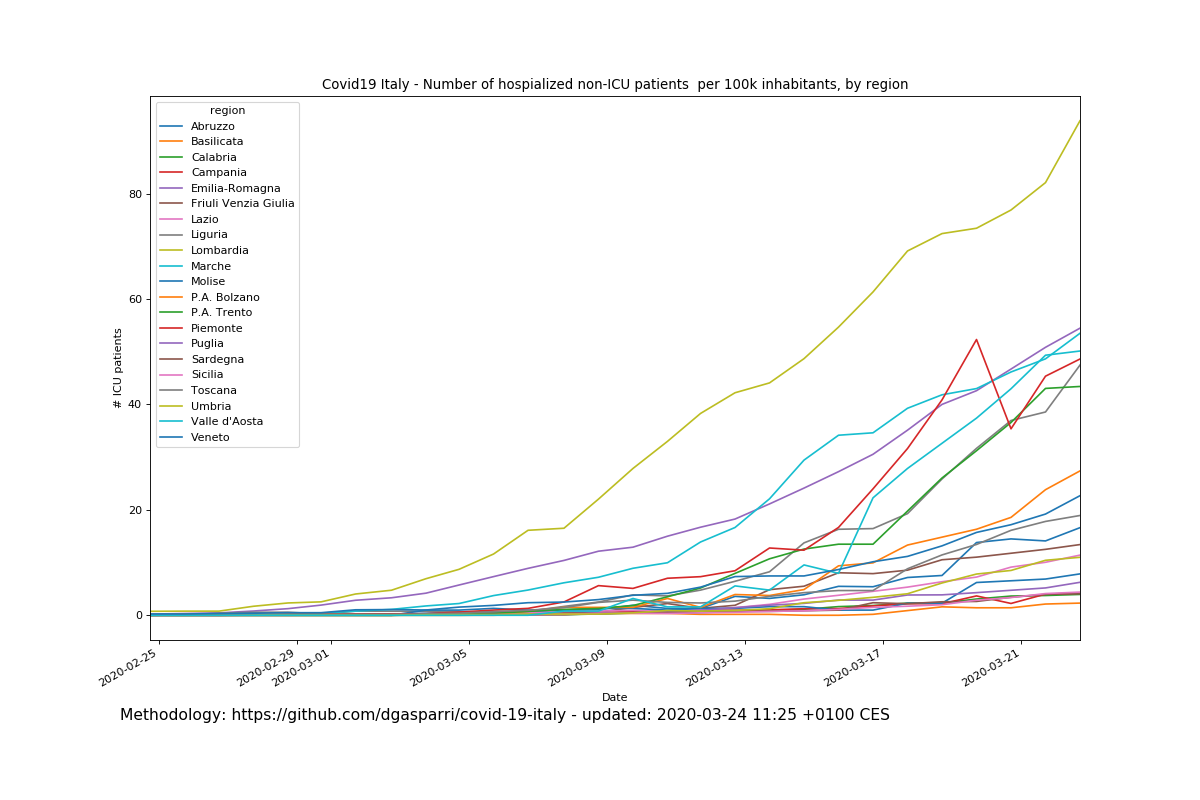 Covid19 Italy - Number of hospialized non-ICU patients  per 100k inhabitants, by region
region
Abruzzo
Basilicata
Calabria
Campania
Emilia-Romagna
Friuli Venzia Giulia
Lazio
Liguria
Lombardia
Marche
Molise
P.A. Bolzano
P.A. Trento
Piemonte
Puglia
Sardegna
Sicilia
Toscana
Umbria
Valle d'Aosta
Veneto
# ICU patients
80
60
40
20
0
2020-02-25
2020-02-29
2020-03-01
2020-03-05
2020-03-09
2020-03-13
2020-03-17
2020-03-21
Date
Methodology: https://github.com/dgasparri/covid-19-italy - updated: 2020-03-24 11:25 +0100 CES